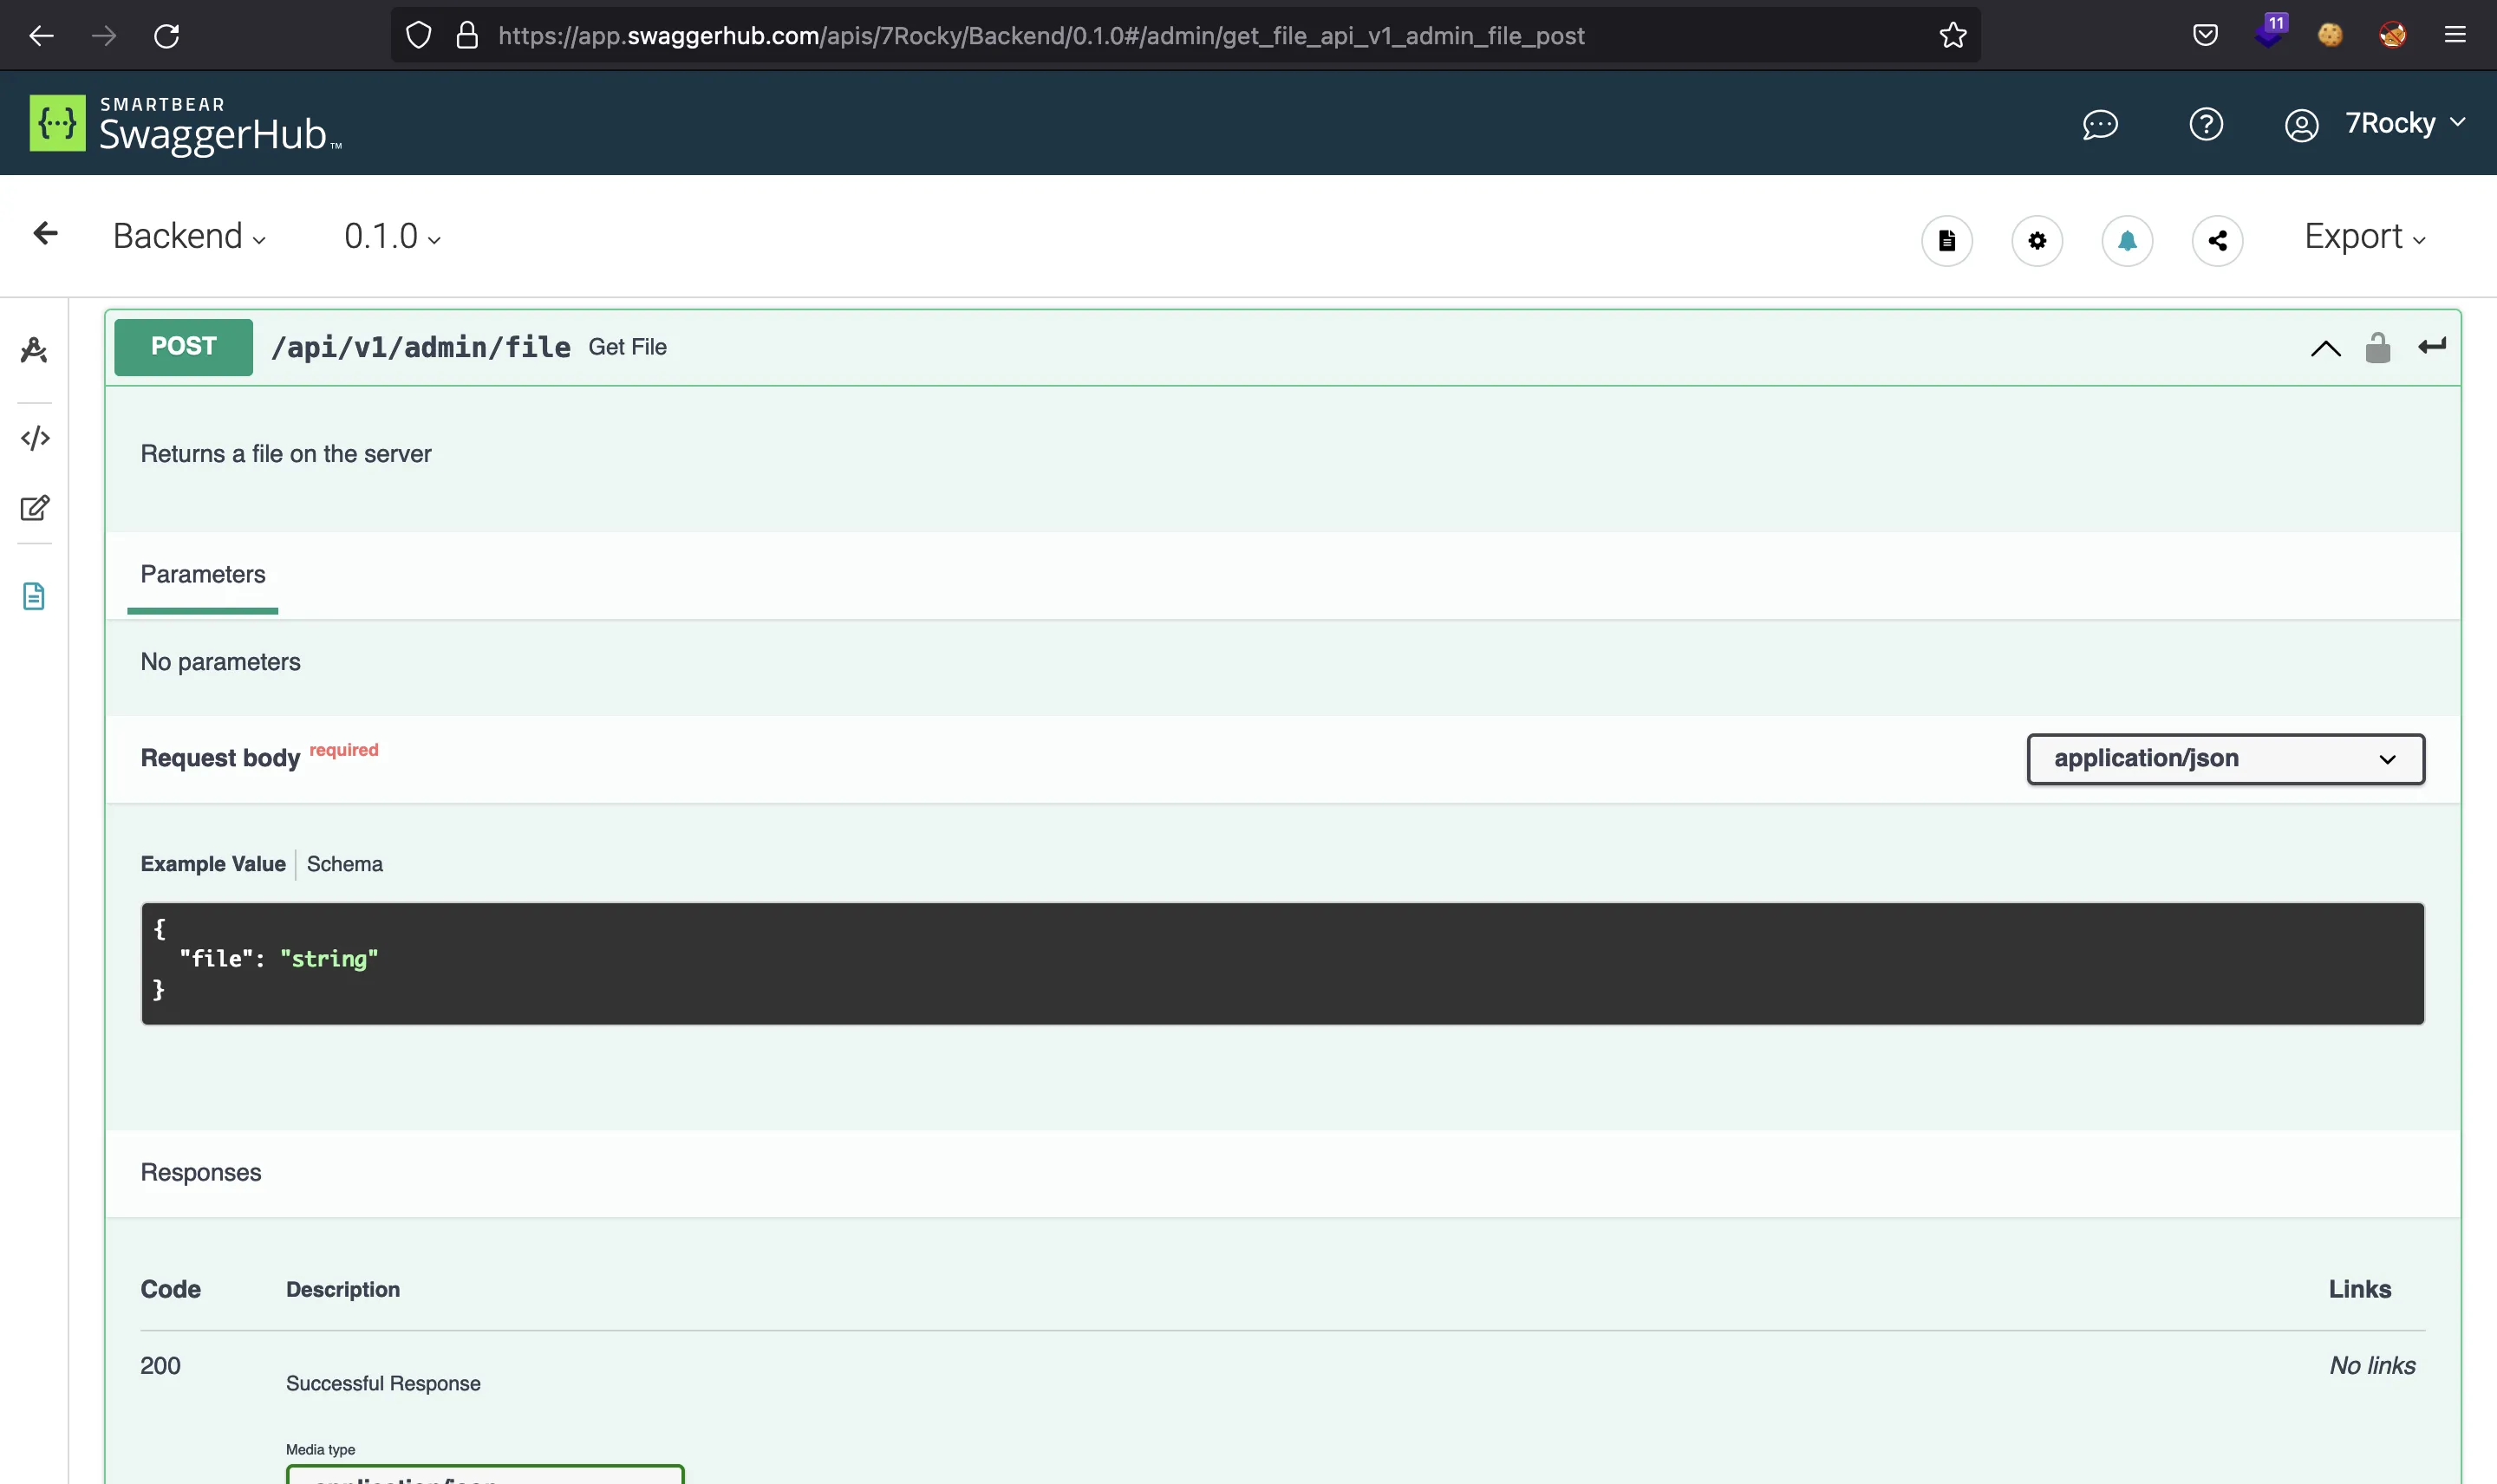 https://app.swaggerhub.com/apis/7Rocky/Backend/0.1.0#/admin/get_file_api_v1_admin_file_post
11
{···}
SMARTBEAR
SwaggerHub™
7Rocky
Backend
0.1.0
Export
POST /api/v1/admin/file Get File
Returns a file on the server
Parameters
No parameters
Request body required
application/json
Example Value
Schema
{
"file": "string"
}
Responses
Code Description Links
200
Successful Response
No links
Media type
application/json